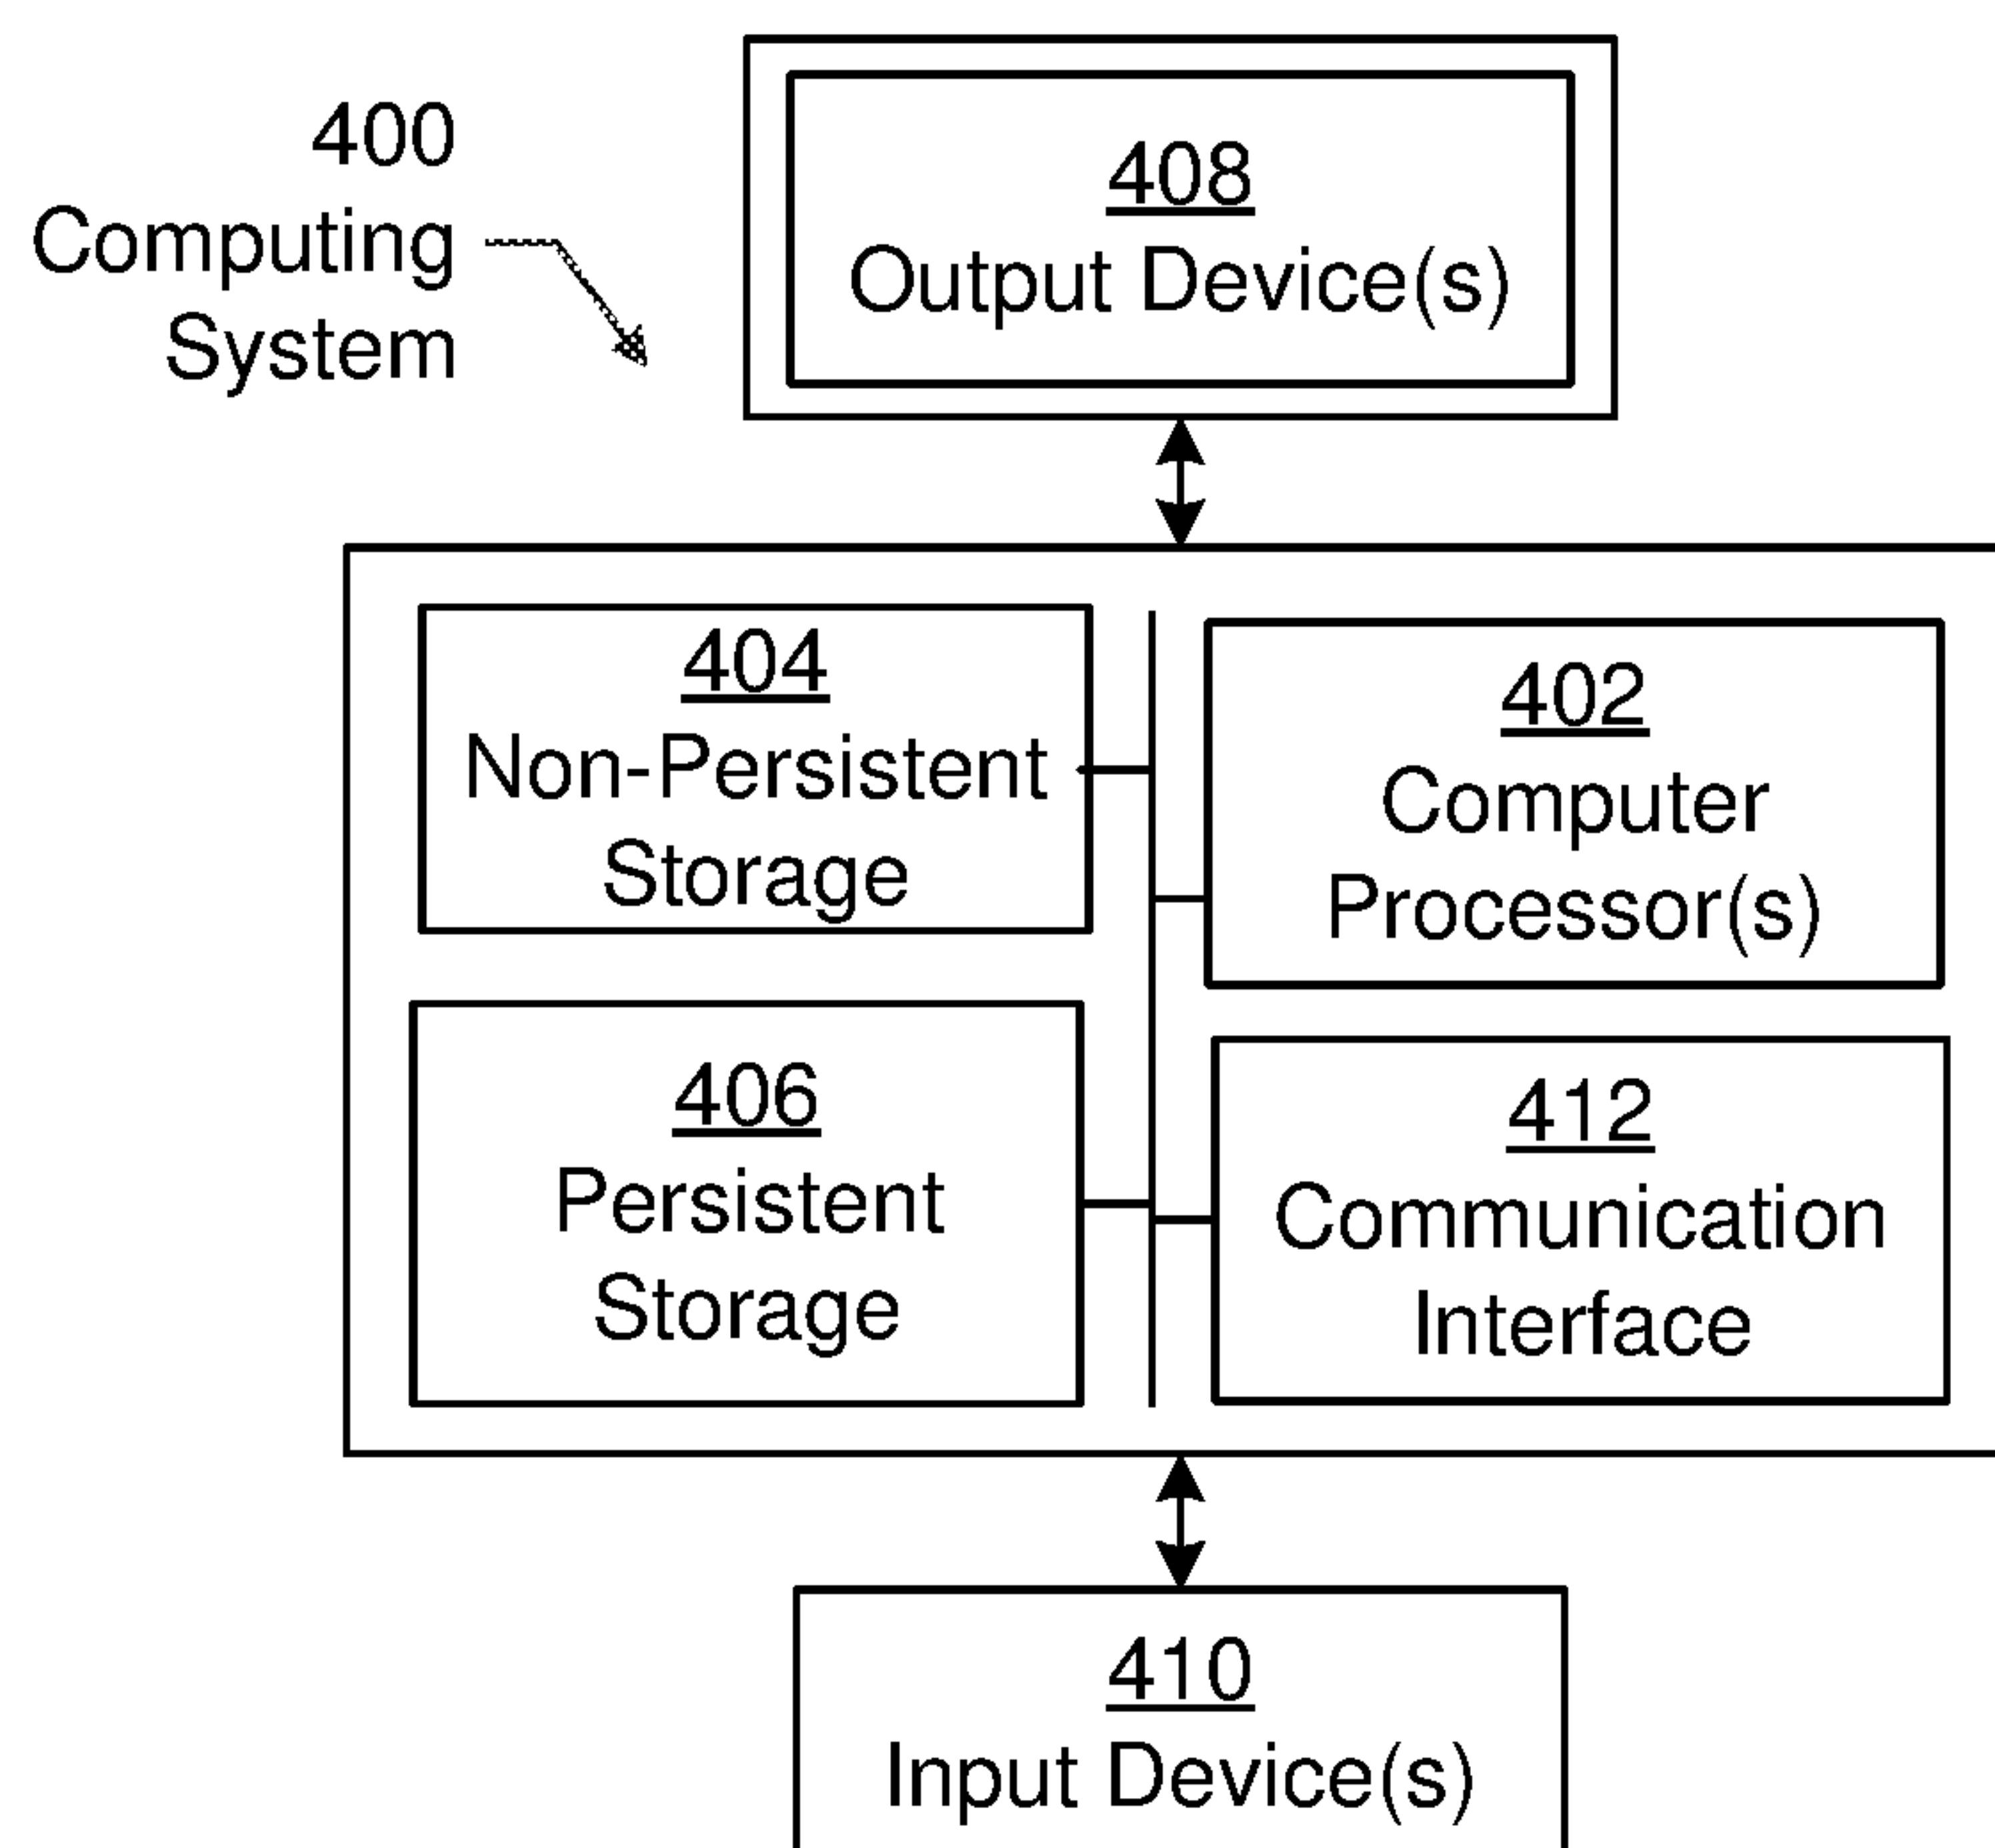 400
Computing
System
408
Output Device(s)
404
Non-Persistent
Storage
402
Computer
Processor(s)
406
Persistent
Storage
412
Communication
Interface
410
Input Device(s)